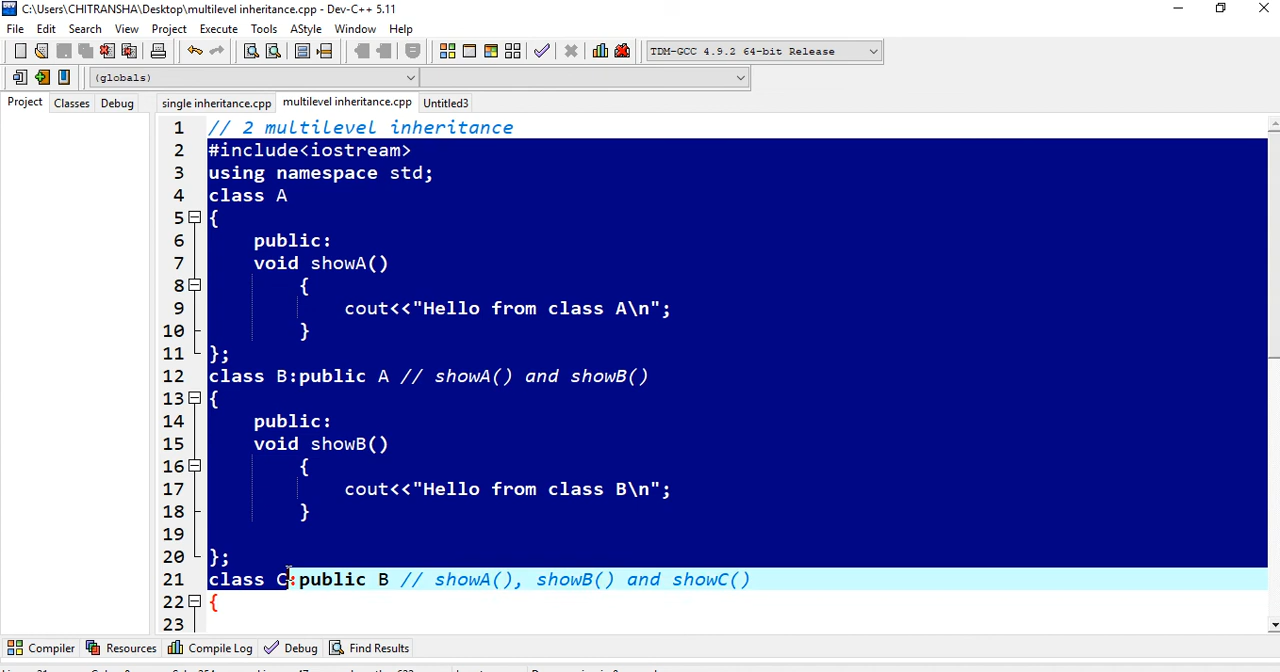 C:\Users\CHITRANSHA\Desktop\multilevel inheritance.cpp - Dev-C++ 5.11
File Edit Search View Project Execute Tools AStyle Window Help
TDM-GCC 4.9.2 64-bit Release
(globals)
Project Classes Debug single inheritance.cpp multilevel inheritance.cpp Untitled3
1 // 2 multilevel inheritance
2 #include<iostream>
3 using namespace std;
4 class A
5 {
6 public:
7 void showA()
8 {
9 cout<<"Hello from class A\n";
10 }
11 };
12 class B:public A // showA() and showB()
13 {
14 public:
15 void showB()
16 {
17 cout<<"Hello from class B\n";
18 }
19
20 };
21 class C:public B // showA(), showB() and showC()
22 {
23
Compiler Resources Compile Log Debug Find Results